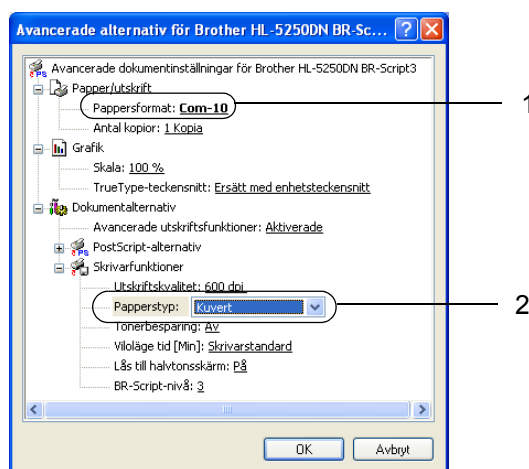 Avancerade alternativ för Brother HL-5250DN BR-Sc...
Avancerade dokumentinställningar för Brother HL-5250DN BR-Script3
Papper/utskrift
Pappersformat: Com-10
1
Antal kopior: 1 Kopia
Grafik
Skala: 100 %
TrueType-teckensnitt: Ersätt med enhetsteckensnitt
Dokumentalternativ
Avancerade utskriftsfunktioner: Aktiverade
PostScript-alternativ
Skrivarfunktioner
Utskriftskvalitet: 600 dpi
Papperstyp: Kuvert
2
Tonerbesparing: Av
Viloläge tid [Min]: Skrivarstandard
Lås till halvtonsskärm: På
BR-Script-nivå: 3
OK
Avbryt